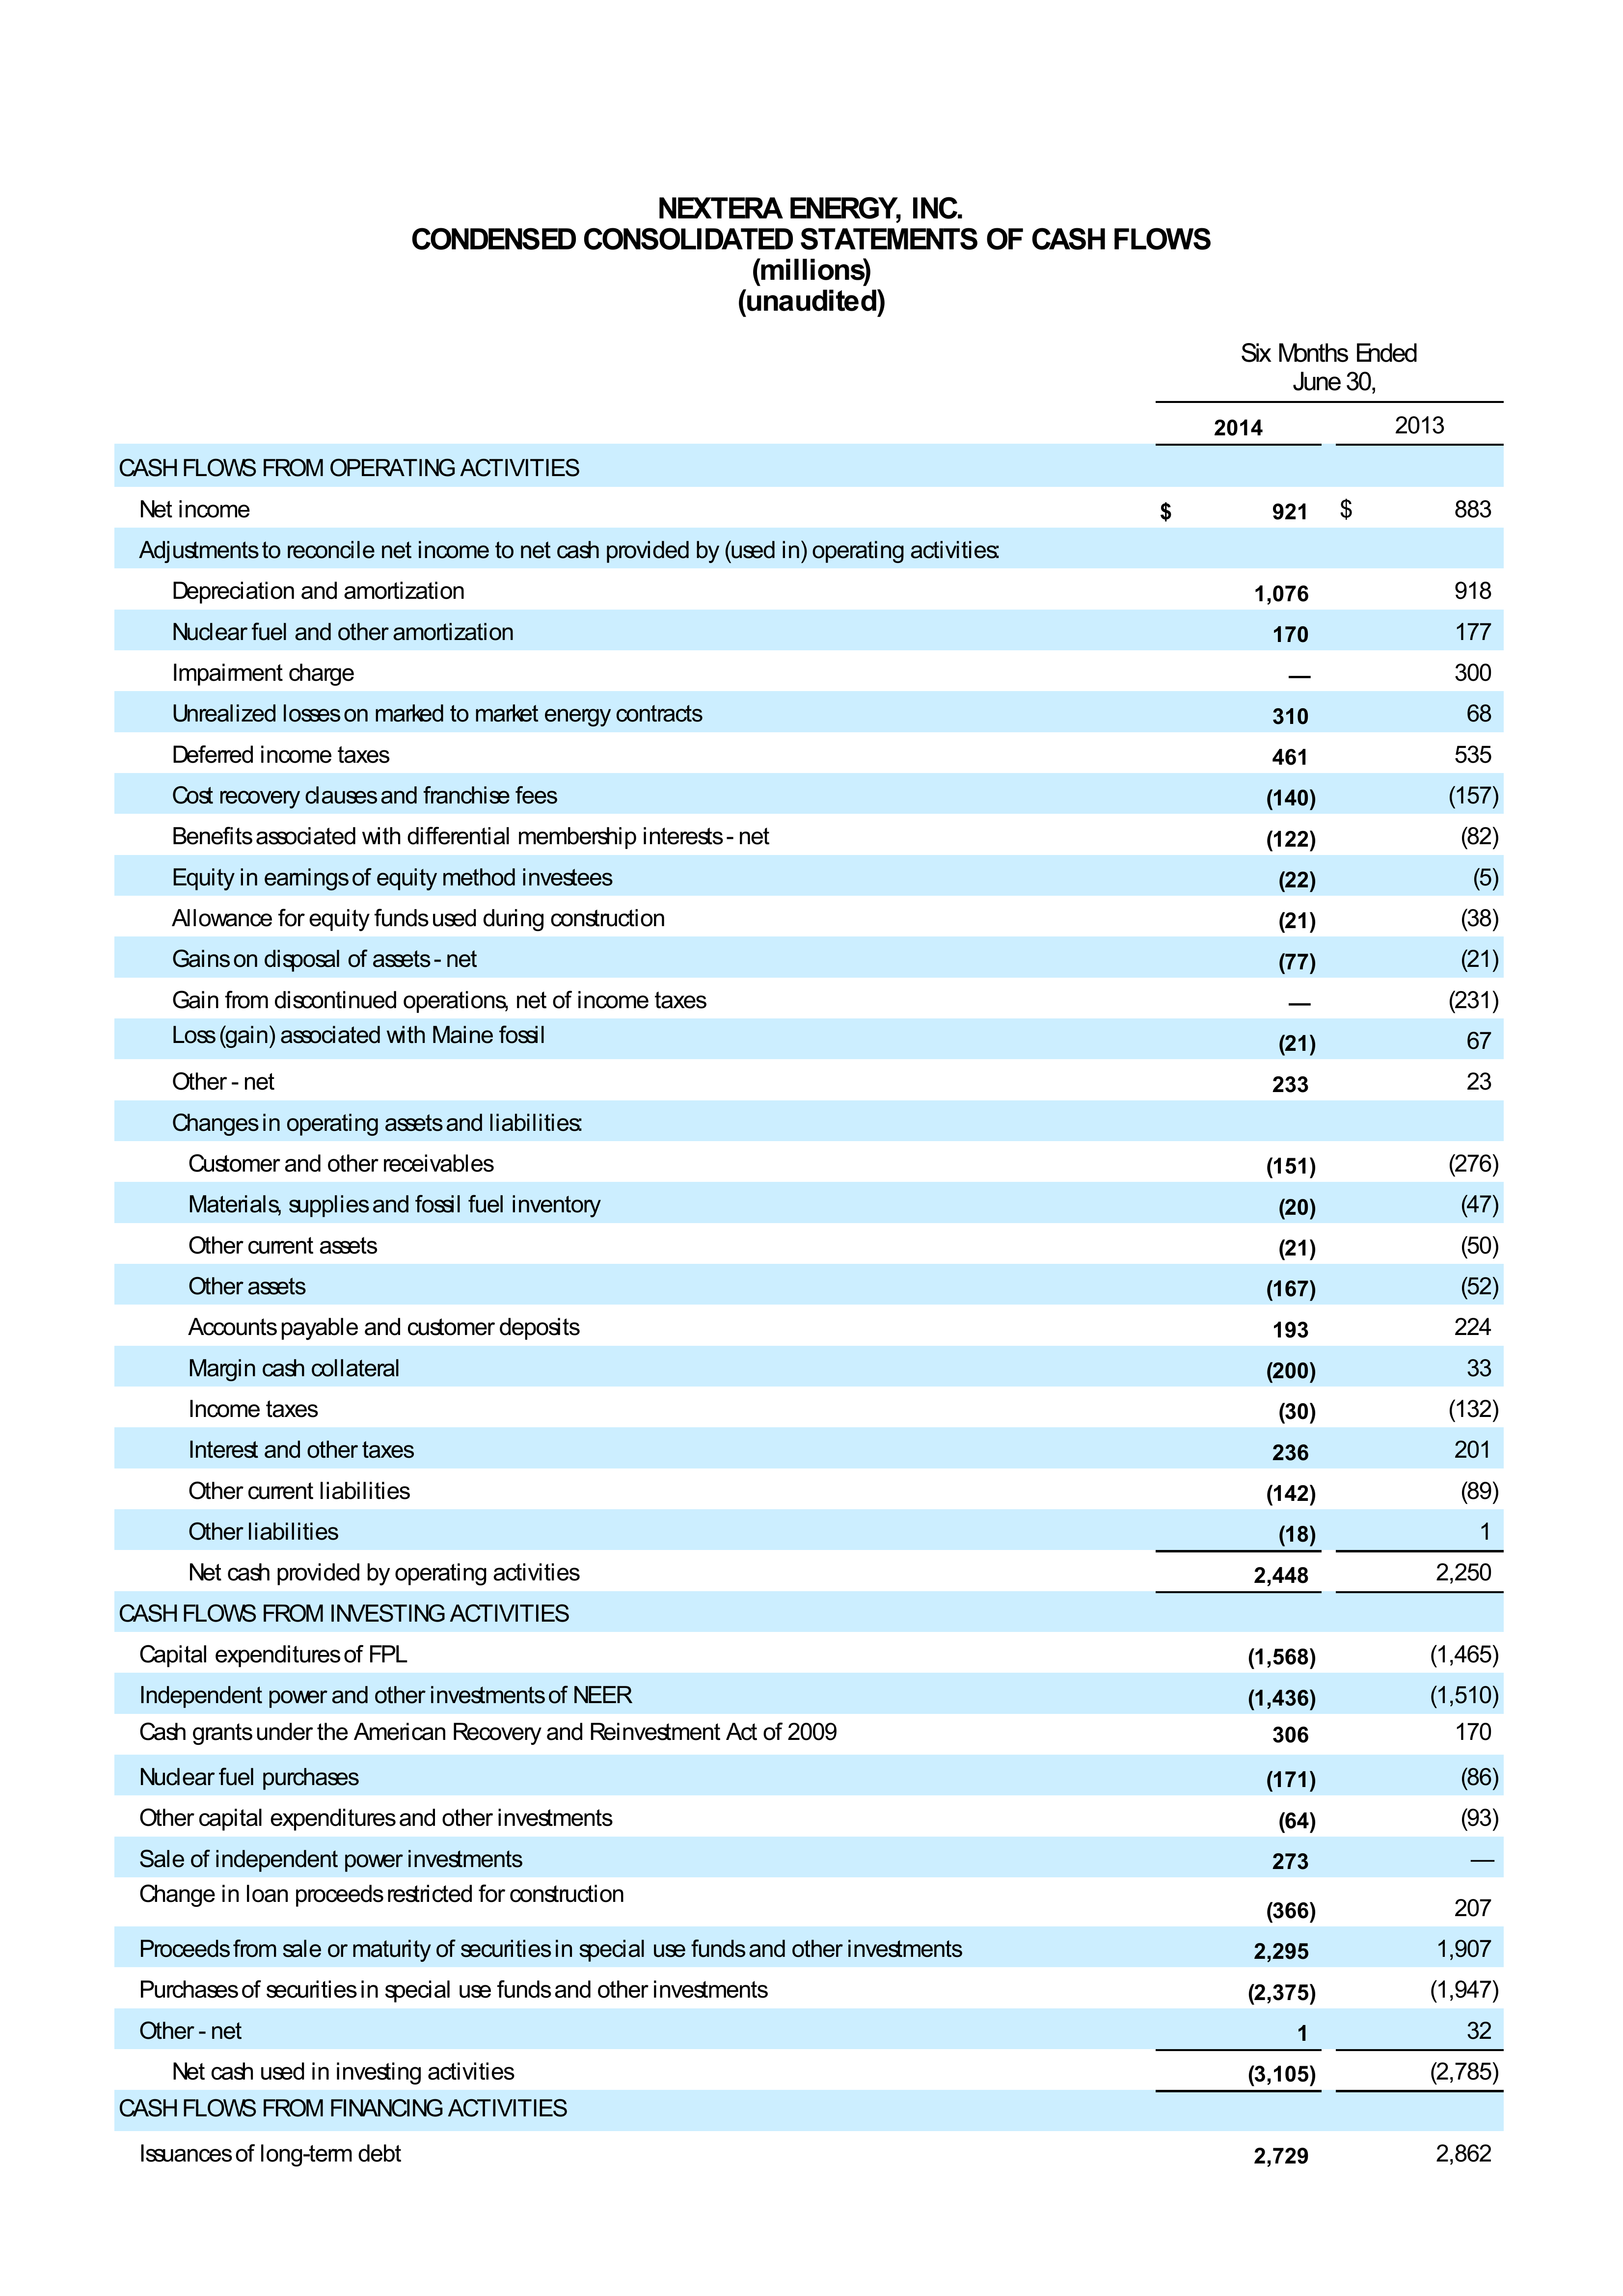 NEXTERA ENERGY, INC.
CONDENSED CONSOLIDATED STATEMENTS OF CASH FLOWS
(millions)
(unaudited)
Six Months Ended
June 30,
2014 2013
CASH FLOWS FROM OPERATING ACTIVITIES
Net income $ 921 $ 883
Adjustments to reconcile net income to net cash provided by (used in) operating activities:
Depreciation and amortization 1,076 918
Nuclear fuel and other amortization 170 177
Impairment charge — 300
Unrealized losses on marked to market energy contracts 310 68
Deferred income taxes 461 535
Cost recovery clauses and franchise fees (140) (157)
Benefits associated with differential membership interests - net (122) (82)
Equity in earnings of equity method investees (22) (5)
Allowance for equity funds used during construction (21) (38)
Gains on disposal of assets - net (77) (21)
Gain from discontinued operations, net of income taxes — (231)
Loss (gain) associated with Maine fossil (21) 67
Other - net 233 23
Changes in operating assets and liabilities:
Customer and other receivables (151) (276)
Materials, supplies and fossil fuel inventory (20) (47)
Other current assets (21) (50)
Other assets (167) (52)
Accounts payable and customer deposits 193 224
Margin cash collateral (200) 33
Income taxes (30) (132)
Interest and other taxes 236 201
Other current liabilities (142) (89)
Other liabilities (18) 1
Net cash provided by operating activities 2,448 2,250
CASH FLOWS FROM INVESTING ACTIVITIES
Capital expenditures of FPL (1,568) (1,465)
Independent power and other investments of NEER (1,436) (1,510)
Cash grants under the American Recovery and Reinvestment Act of 2009 306 170
Nuclear fuel purchases (171) (86)
Other capital expenditures and other investments (64) (93)
Sale of independent power investments 273 —
Change in loan proceeds restricted for construction (366) 207
Proceeds from sale or maturity of securities in special use funds and other investments 2,295 1,907
Purchases of securities in special use funds and other investments (2,375) (1,947)
Other - net 1 32
Net cash used in investing activities (3,105) (2,785)
CASH FLOWS FROM FINANCING ACTIVITIES
Issuances of long-term debt 2,729 2,862